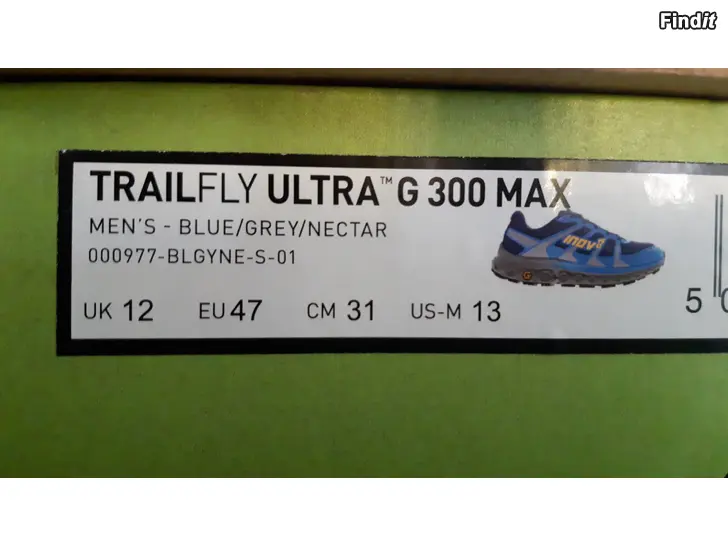 Findit
TRAILFLY ULTRA™ G 300 MAX
MEN'S - BLUE/GREY/NECTAR
000977-BLGYNE-S-01
inov8
G
UK 12 EU 47 CM 31 US-M 13
5